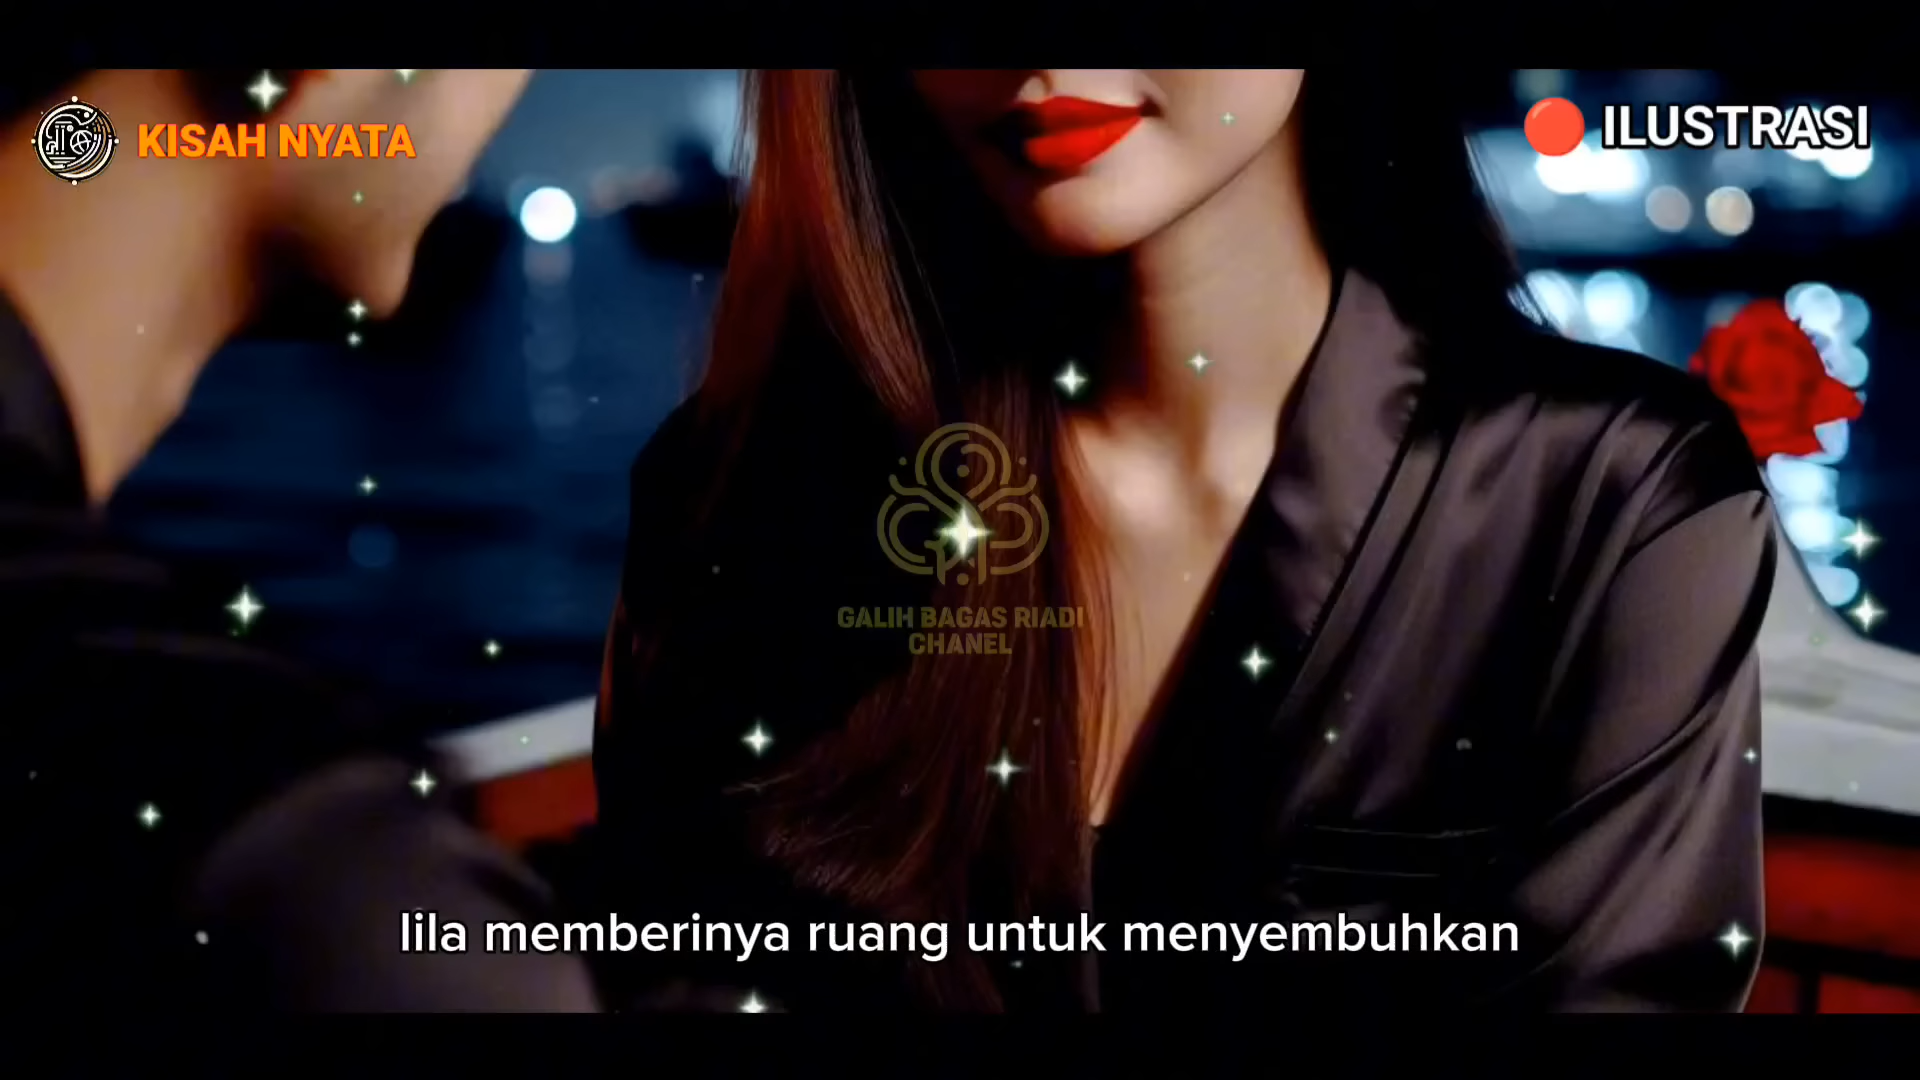 KISAH NYATA
ILUSTRASI
GALIH BAGAS RIADI
CHANEL
lila memberinya ruang untuk menyembuhkan